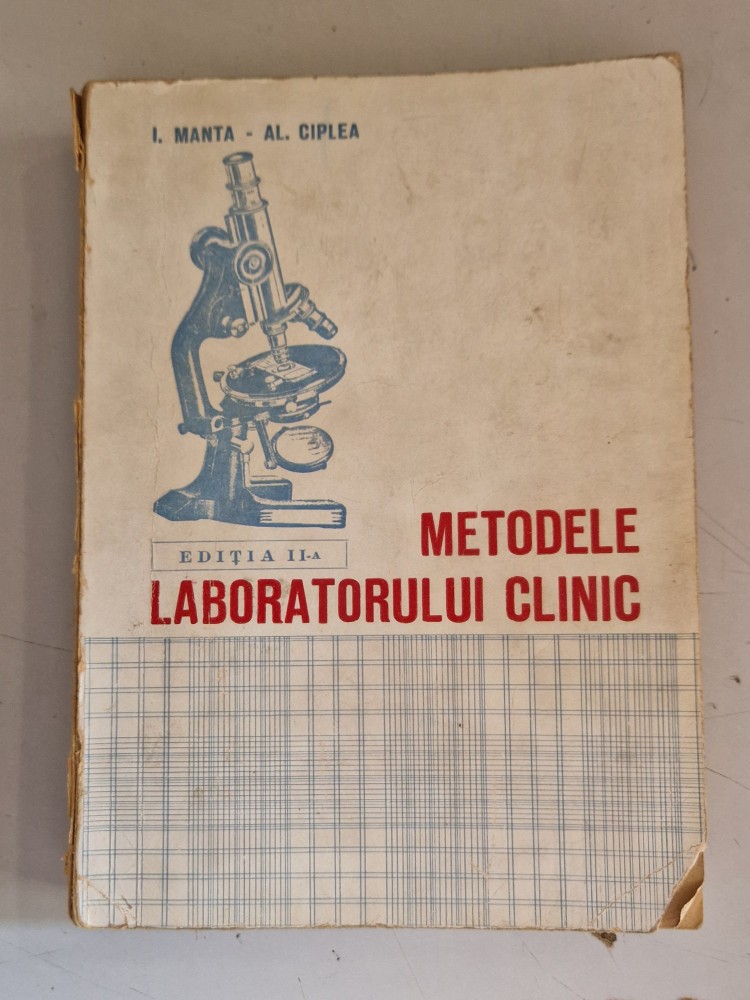 I. MANTA - AL. CIPLEA
METODELE
EDIȚIA II-A
LABORATORULUI CLINIC